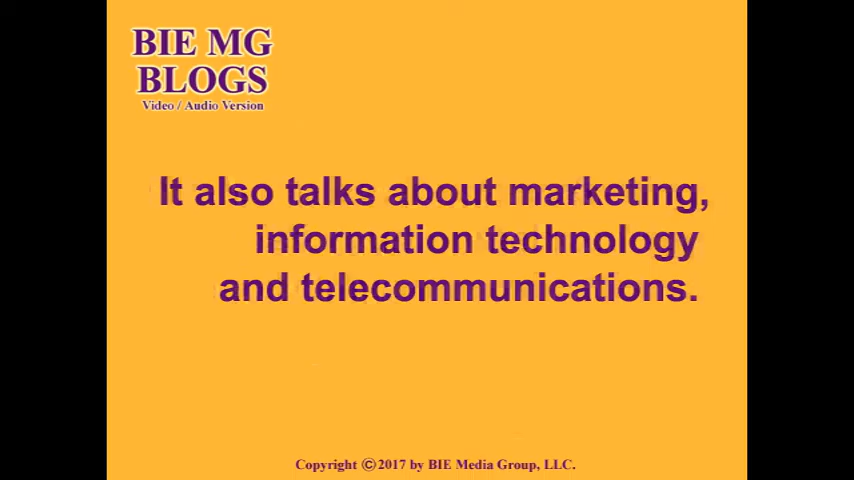 BIE MG
BLOGS
Video / Audio Version
It also talks about marketing,
information technology
and telecommunications.
Copyright ©2017 by BIE Media Group, LLC.